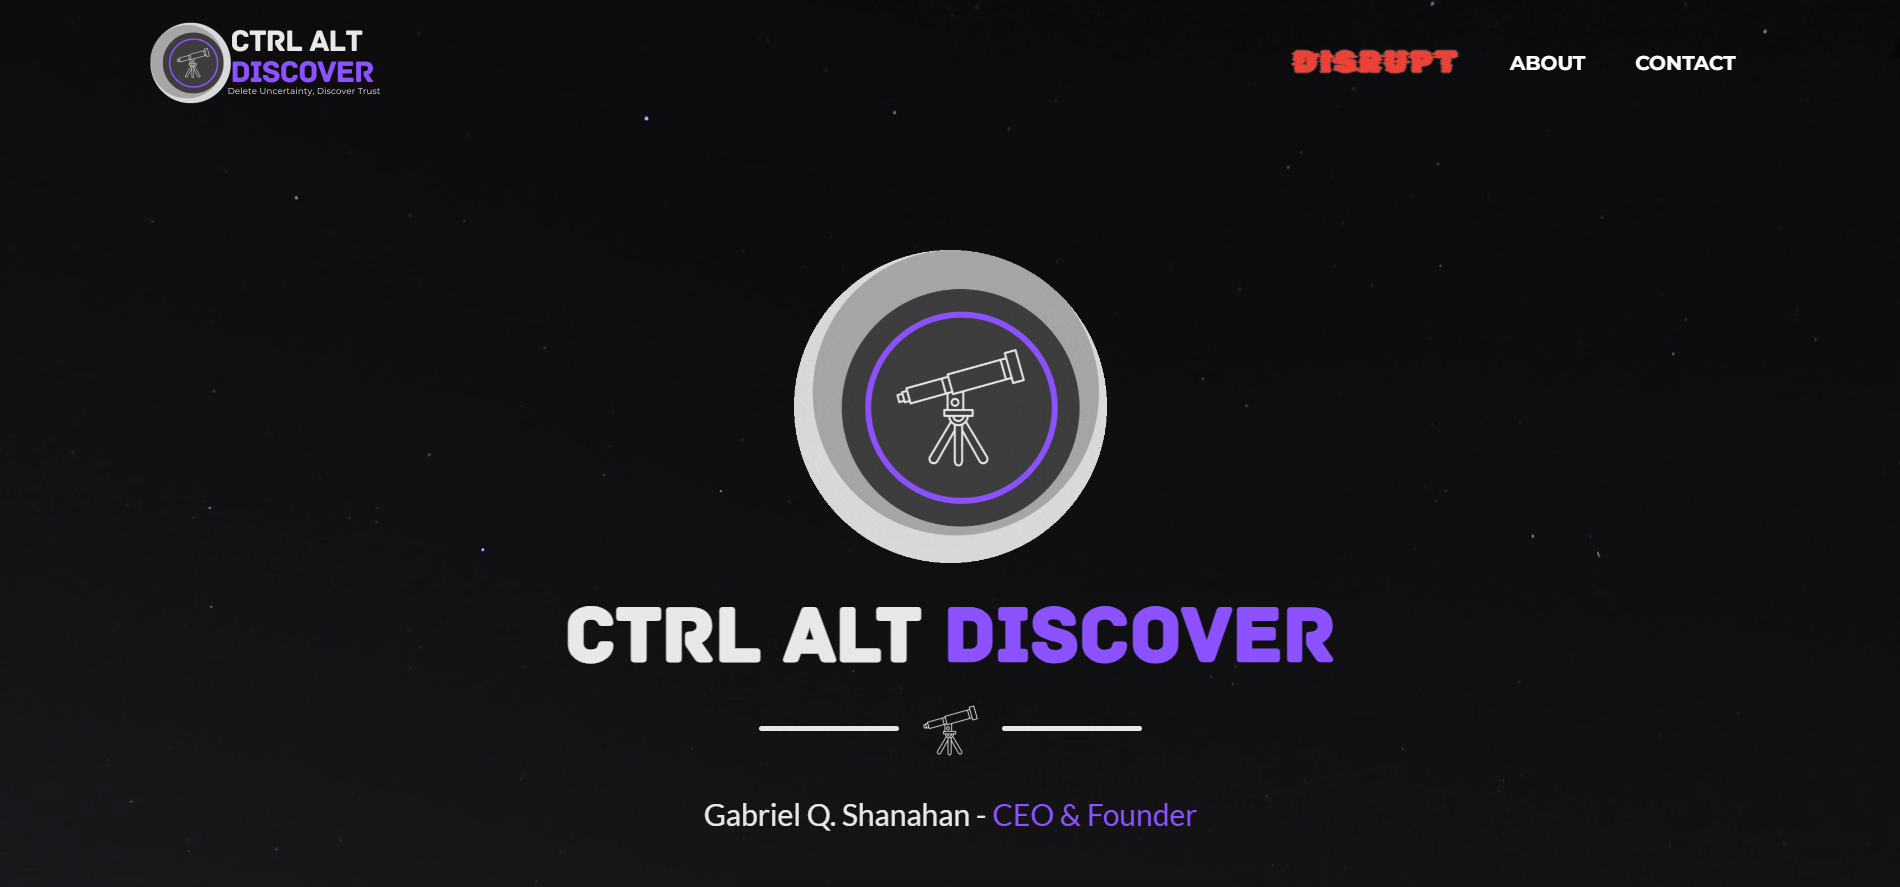 CTRL ALT
DISCOVER
Delete Uncertainty, Discover Trust
DISRUPT
ABOUT
CONTACT
CTRL ALT DISCOVER
Gabriel Q. Shanahan - CEO & Founder